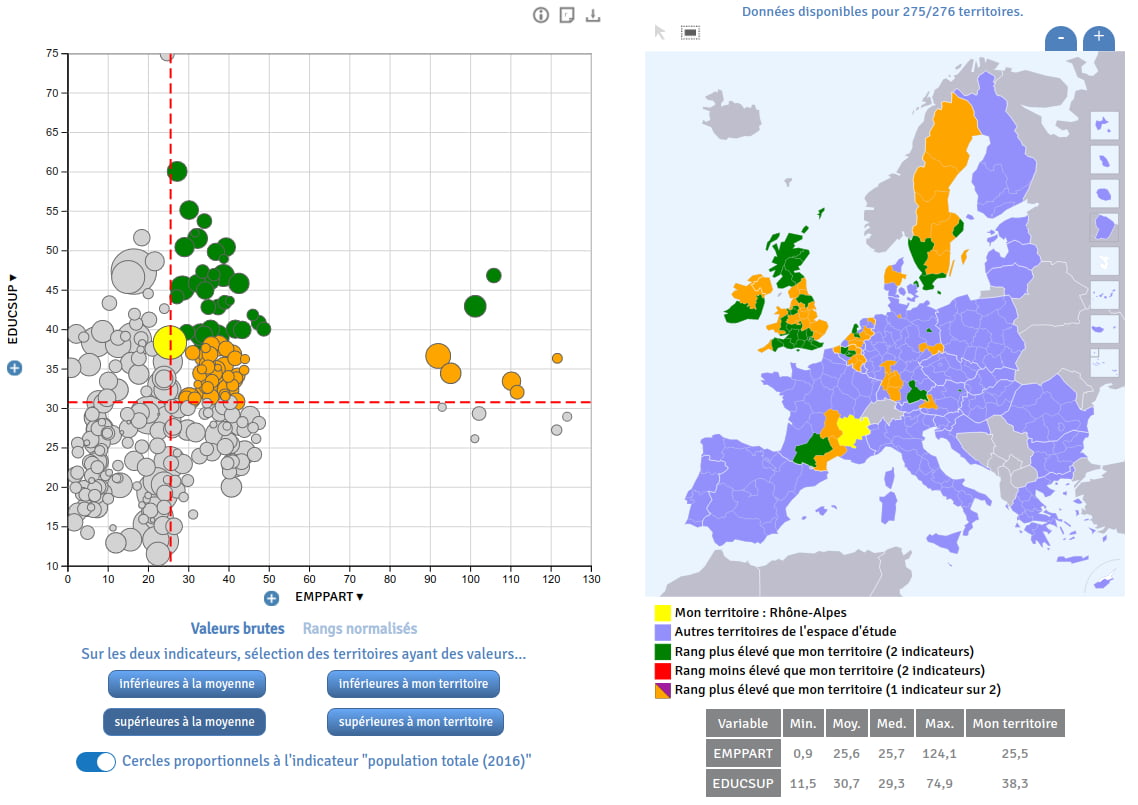 Données disponibles pour 275/276 territoires.
- +
75
70
65
60
55
50
45
40
35
30
25
20
15
10
EDUCSUP ▼
0 10 20 30 40 50 60 70 80 90 100 110 120 130
EMPPART ▼
Valeurs brutes Rangs normalisés
Sur les deux indicateurs, sélection des territoires ayant des valeurs...
inférieures à la moyenne inférieures à mon territoire
supérieures à la moyenne supérieures à mon territoire
Cercles proportionnels à l'indicateur "population totale (2016)"
Mon territoire : Rhône-Alpes
Autres territoires de l'espace d'étude
Rang plus élevé que mon territoire (2 indicateurs)
Rang moins élevé que mon territoire (2 indicateurs)
Rang plus élevé que mon territoire (1 indicateur sur 2)
Variable Min. Moy. Med. Max. Mon territoire
EMPPART 0,9 25,6 25,7 124,1 25,5
EDUCSUP 11,5 30,7 29,3 74,9 38,3